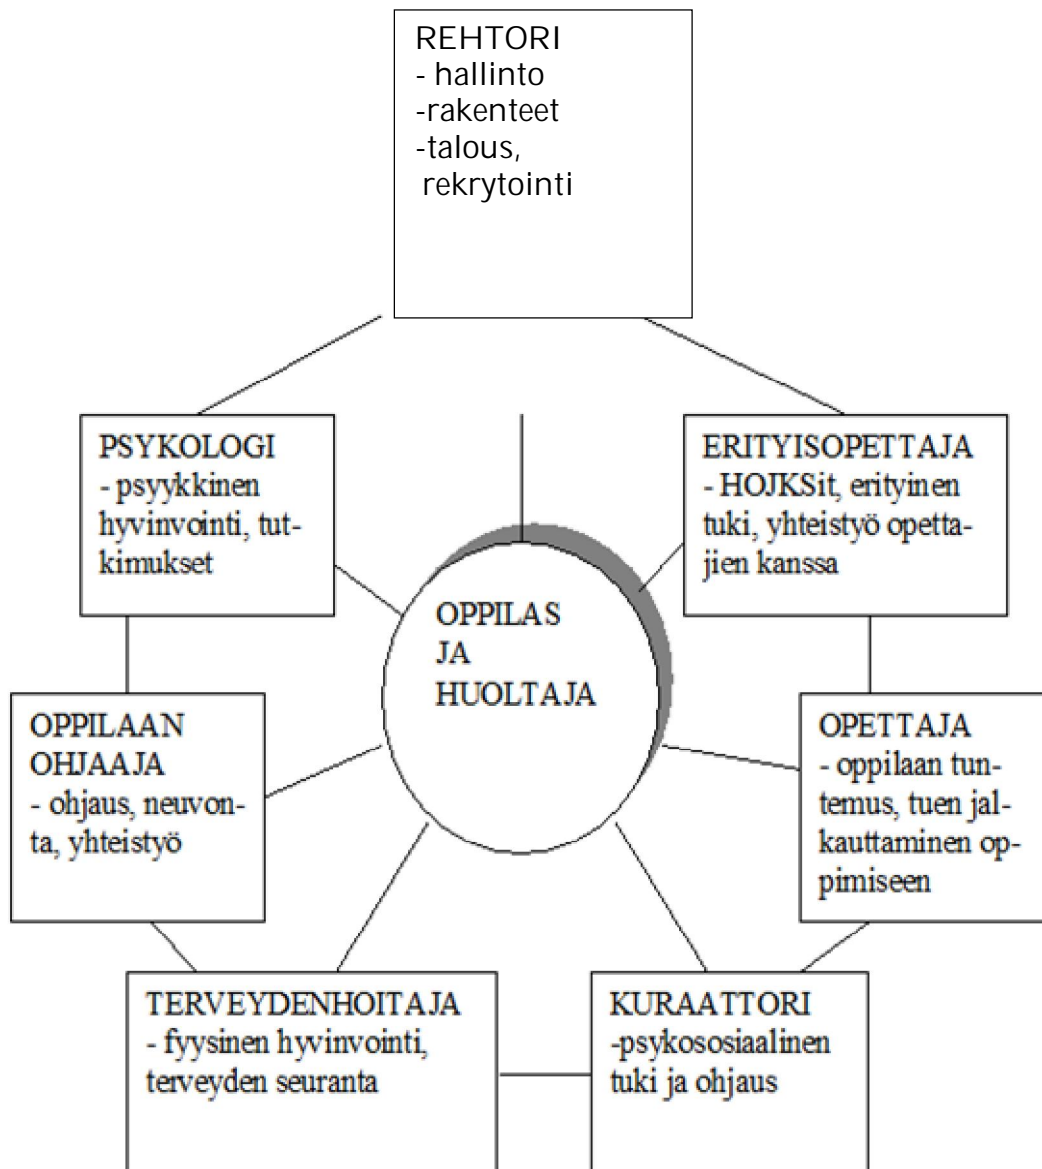 REHTORI
- hallinto
-rakenteet
-talous,
rekrytointi
PSYKOLOGI
- psyykkinen
hyvinvointi, tut-
kimukset
ERITYISOPETTAJA
- HOJKSit, erityinen
tuki, yhteistyö opetta-
jien kanssa
OPPILAS
JA
HUOLTAJA
OPPILAAN
OHJAAJA
- ohjaus, neuvon-
ta, yhteistyö
OPETTAJA
- oppilaan tun-
temus, tuen jal-
kauttaminen op-
pimiseen
TERVEYDENHOITAJA
- fyysinen hyvinvointi,
terveyden seuranta
KURAATTORI
-psykososiaalinen
tuki ja ohjaus